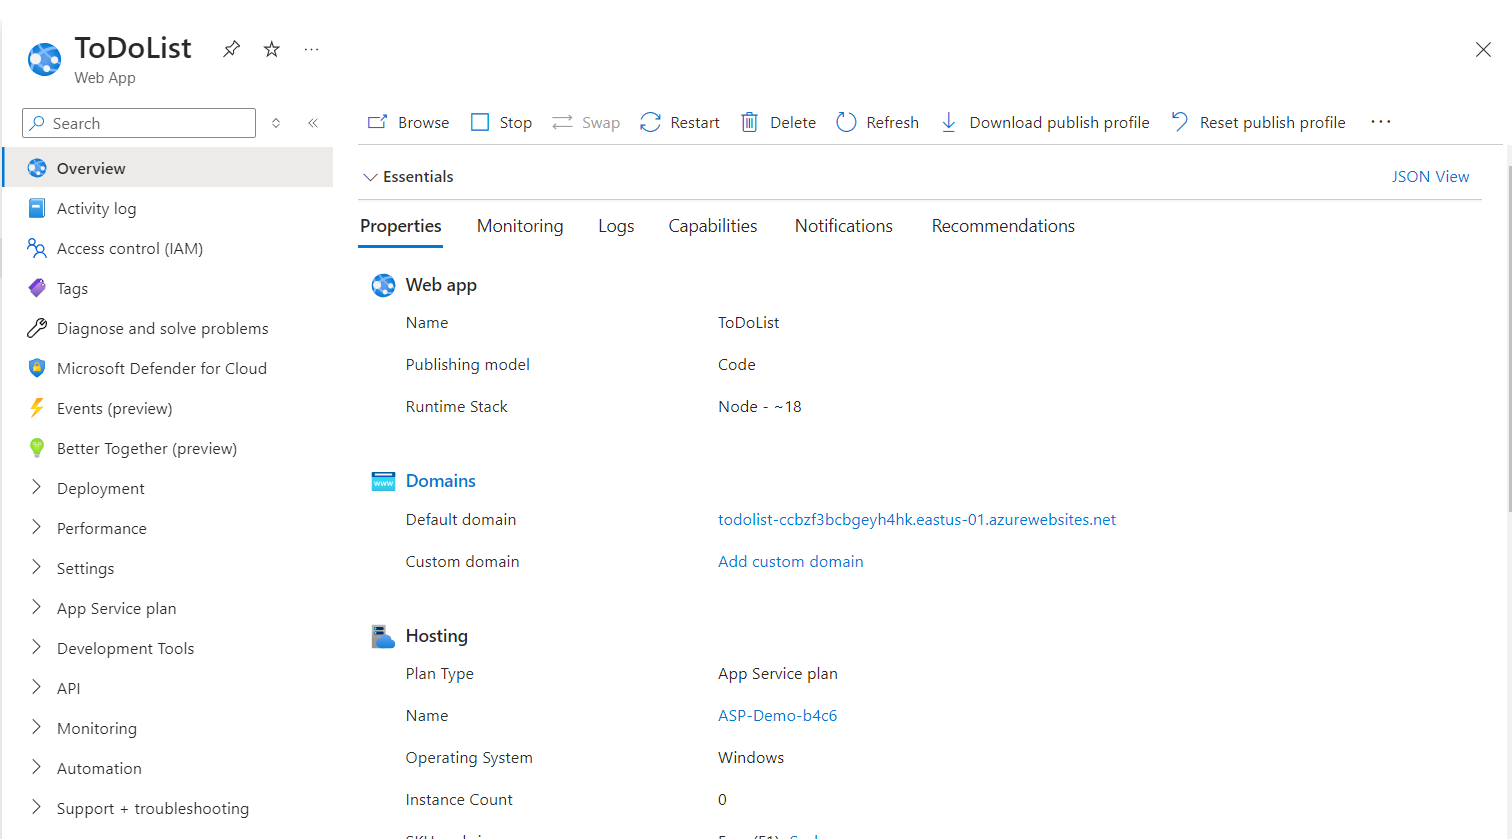 ToDoList
Web App
Search
Overview
Activity log
Access control (IAM)
Tags
Diagnose and solve problems
Microsoft Defender for Cloud
Events (preview)
Better Together (preview)
Deployment
Performance
Settings
App Service plan
Development Tools
API
Monitoring
Automation
Support + troubleshooting
Browse Stop Swap Restart Delete Refresh Download publish profile Reset publish profile
Essentials JSON View
Properties Monitoring Logs Capabilities Notifications Recommendations
Web app
Name ToDoList
Publishing model Code
Runtime Stack Node - ~18
www Domains
Default domain todolist-ccbzf3bcbgeyh4hk.eastus-01.azurewebsites.net
Custom domain Add custom domain
Hosting
Plan Type App Service plan
Name ASP-Demo-b4c6
Operating System Windows
Instance Count 0